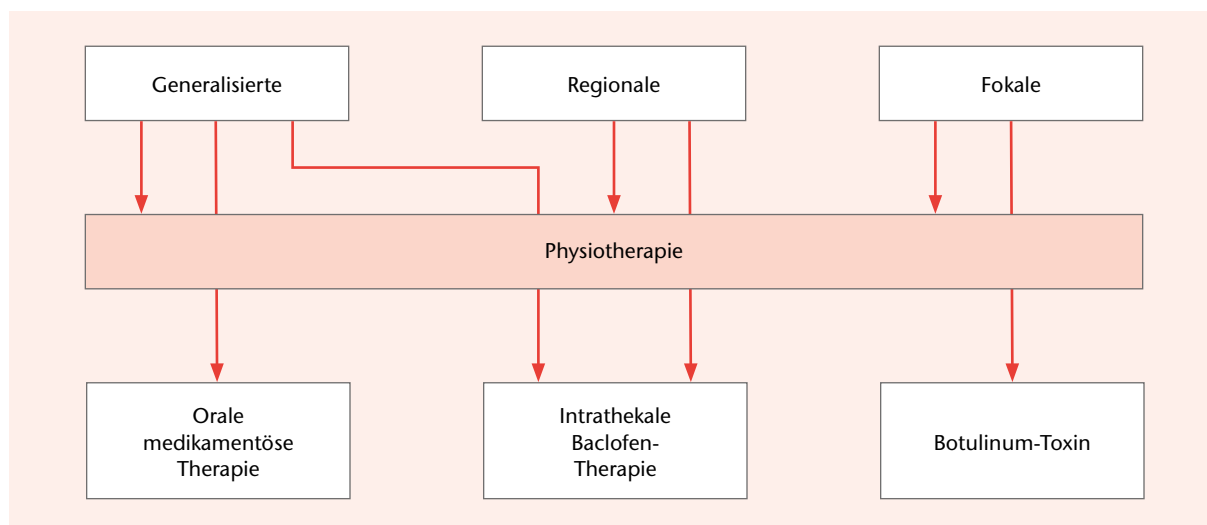 Generalisierte
Regionale
Fokale
Physiotherapie
Orale
medikamentöse
Therapie
Intrathekale
Baclofen-
Therapie
Botulinum-Toxin